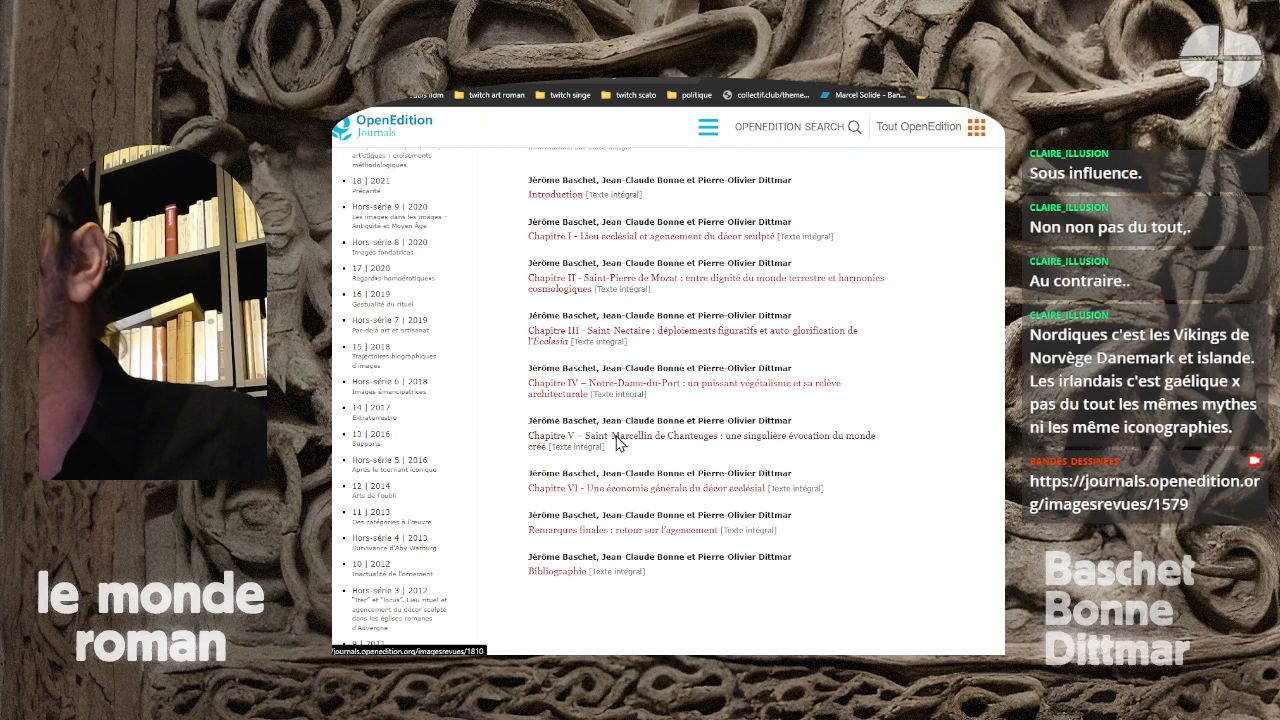 twitch art roman
twitch singe
twitch scato
politique
collectif.club/theme...
Marcel Solide - Ban...
OpenEdition
Journals
OPENEDITION SEARCH
Tout OpenEdition
artistiques : croisements
méthodologiques
18 | 2021
Précarité
Hors-série 9 | 2020
Les images dans les images -
Antiquité et Moyen Âge
Hors-série 8 | 2020
Images fondatrices
17 | 2020
Regard•s homoérotique•s
16 | 2019
Gestualité du rituel
Hors-série 7 | 2019
Par-delà art et artisanat
15 | 2018
Trajectoires biographiques
d'images
Hors-série 6 | 2018
Images émancipatrices
14 | 2017
Extraterrestre
13 | 2016
Supports
Hors-série 5 | 2016
Après le tournant iconique
12 | 2014
Arts de l'oubli
11 | 2013
Des catégories à l'œuvre
Hors-série 4 | 2013
Survivance d'Aby Warburg
10 | 2012
Inactualité de l'ornement
Hors-série 3 | 2012
"Iter" et "locus". Lieu rituel et
agencement du décor sculpté
dans les églises romanes
d'Auvergne
9 | 2011
/journals.openedition.org/imagesrevues/1810
Jérôme Baschet, Jean-Claude Bonne et Pierre-Olivier Dittmar
Introduction [Texte intégral]
Jérôme Baschet, Jean-Claude Bonne et Pierre-Olivier Dittmar
Chapitre I - Lieu ecclésial et agencement du décor sculpté [Texte intégral]
Jérôme Baschet, Jean-Claude Bonne et Pierre-Olivier Dittmar
Chapitre II - Saint-Pierre de Mozat : entre dignité du monde terrestre et harmonies
cosmologiques [Texte intégral]
Jérôme Baschet, Jean-Claude Bonne et Pierre-Olivier Dittmar
Chapitre III - Saint-Nectaire : déploiements figuratifs et auto-glorification de
l'Ecclesia [Texte intégral]
Jérôme Baschet, Jean-Claude Bonne et Pierre-Olivier Dittmar
Chapitre IV – Notre-Dame-du-Port : un puissant végétalisme et sa relève
architecturale [Texte intégral]
Jérôme Baschet, Jean-Claude Bonne et Pierre-Olivier Dittmar
Chapitre V – Saint-Marcellin de Chanteuges : une singulière évocation du monde
créé [Texte intégral]
Jérôme Baschet, Jean-Claude Bonne et Pierre-Olivier Dittmar
Chapitre VI - Une économie générale du décor ecclésial [Texte intégral]
Jérôme Baschet, Jean-Claude Bonne et Pierre-Olivier Dittmar
Remarques finales : retour sur l'agencement [Texte intégral]
Jérôme Baschet, Jean-Claude Bonne et Pierre-Olivier Dittmar
Bibliographie [Texte intégral]
CLAIRE_ILLUSION
Sous influence.
CLAIRE_ILLUSION
Non non pas du tout,.
CLAIRE_ILLUSION
Au contraire..
CLAIRE_ILLUSION
Nordiques c'est les Vikings de
Norvège Danemark et islande.
Les irlandais c'est gaélique x
pas du tout les mêmes mythes
ni les même iconographies.
BANDES_DESSINÉES
https://journals.openedition.or
g/imagesrevues/1579
le monde
roman
Baschet
Bonne
Dittmar